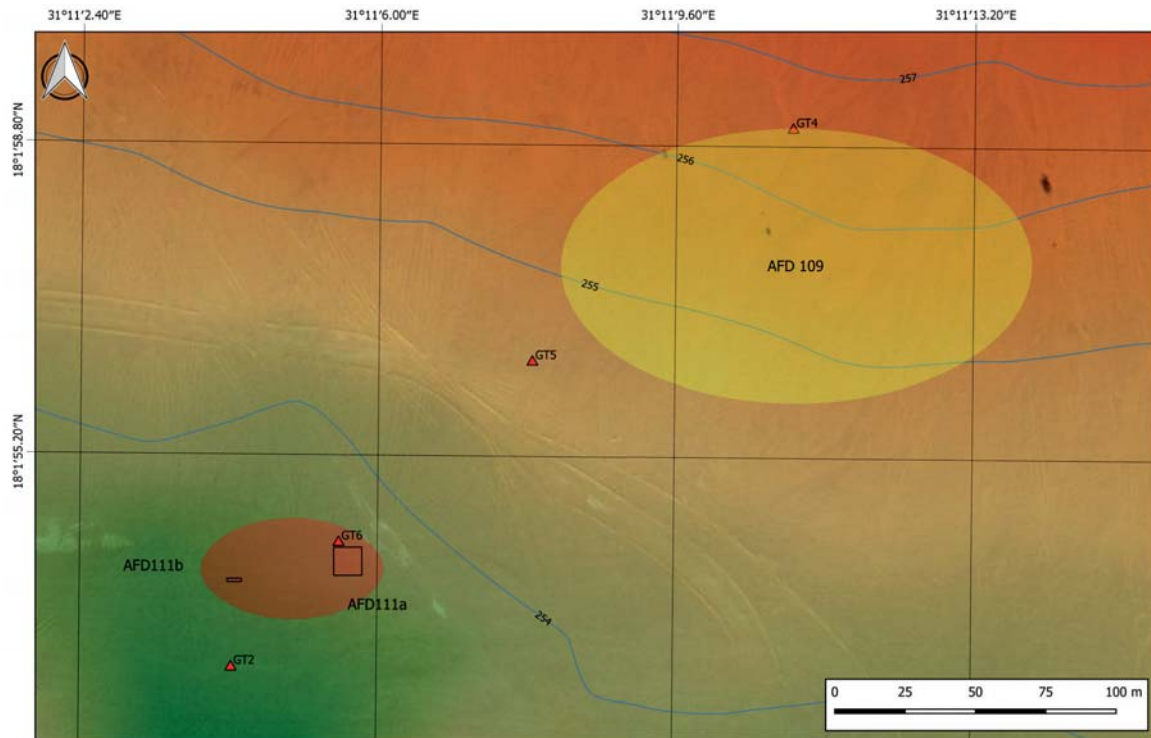 31°11'2.40"E 31°11'6.00"E 31°11'9.60"E 31°11'13.20"E
257
18°1'58.80"N
GT4
256
AFD 109
255
GT5
18°1'55.20"N
GT6
AFD111b
AFD111a
254
GT2
0 25 50 75 100 m